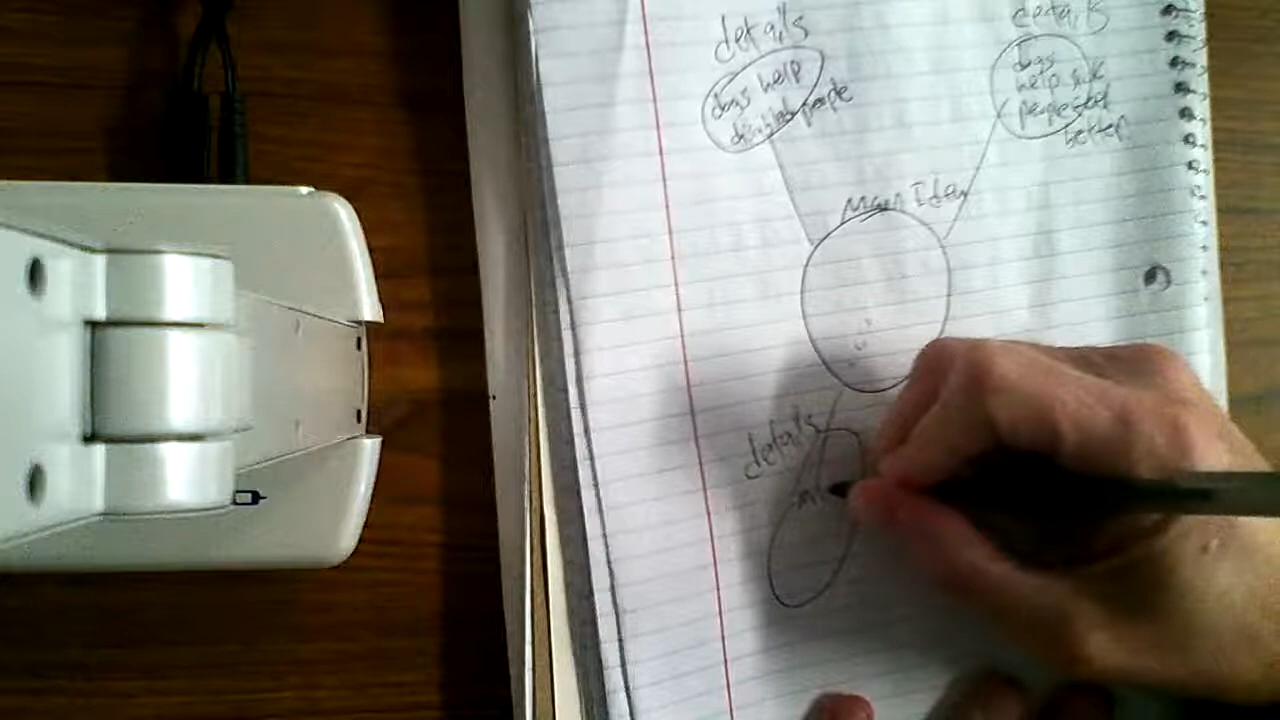 details
dogs help
disabled people
details
dogs
help sick
people feel
better
Main Idea
details